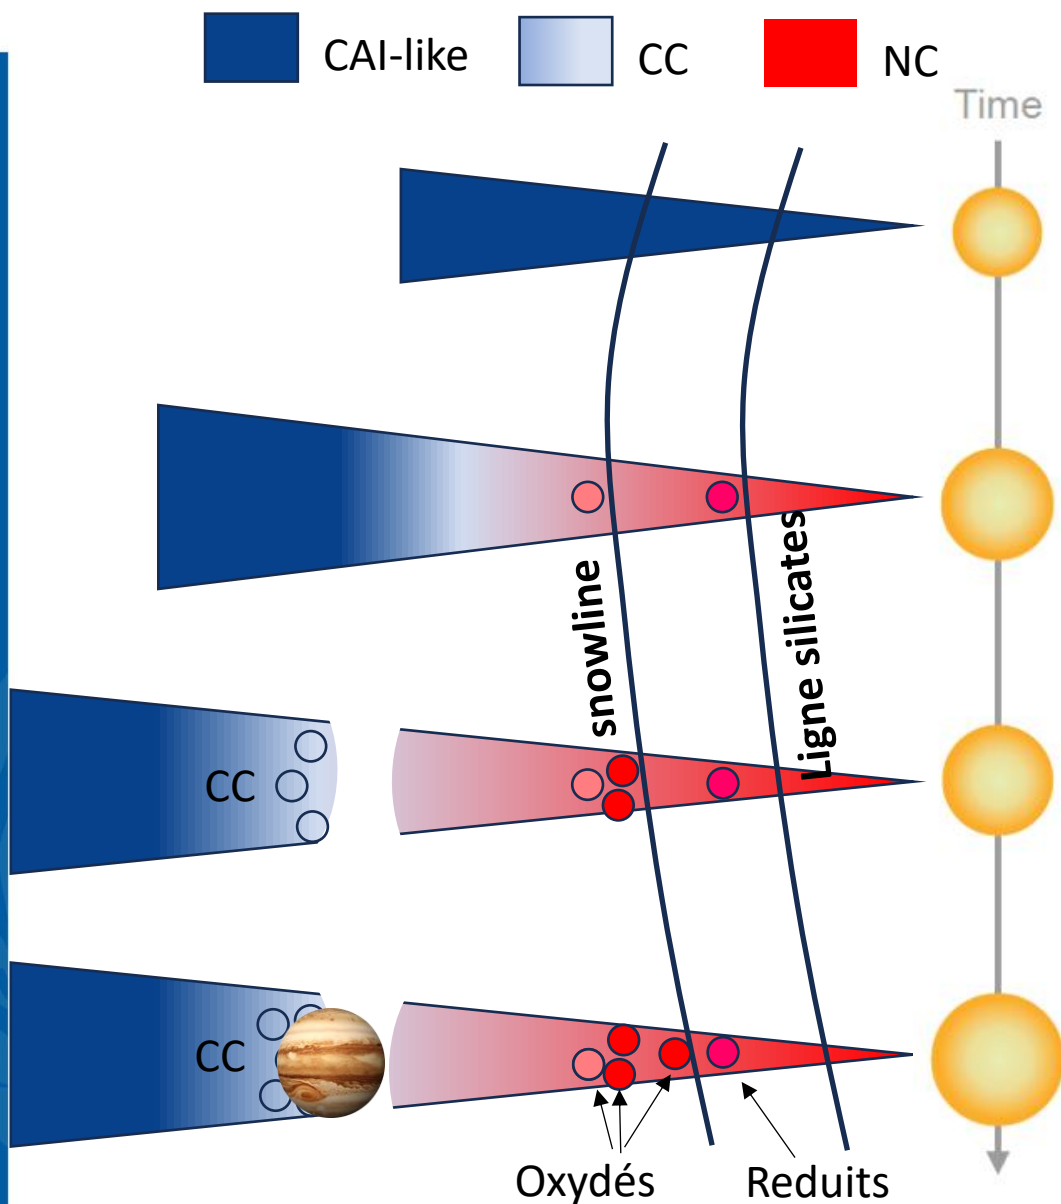 CAI-like
CC
NC
Time
snowline
Ligne silicates
CC
CC
Oxydés
Reduits